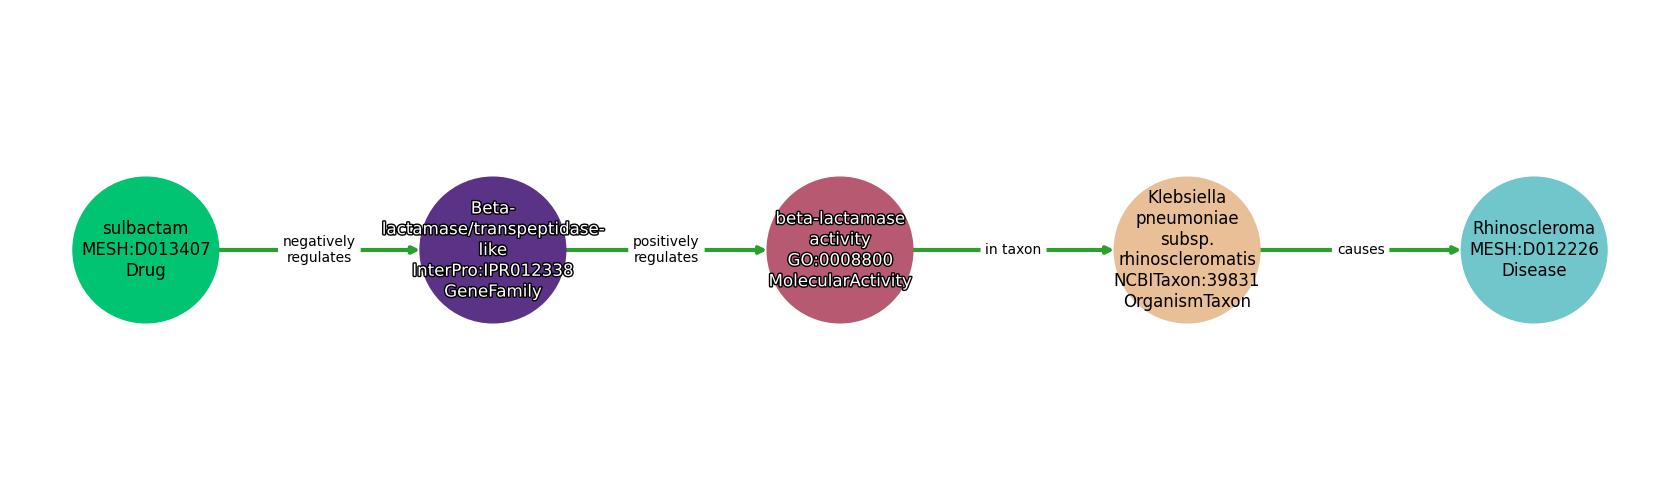 sulbactam
MESH:D013407
Drug
negatively
regulates
Beta-
lactamase/transpeptidase-
like
InterPro:IPR012338
GeneFamily
positively
regulates
beta-lactamase
activity
GO:0008800
MolecularActivity
in taxon
Klebsiella
pneumoniae
subsp.
rhinoscleromatis
NCBITaxon:39831
OrganismTaxon
causes
Rhinoscleroma
MESH:D012226
Disease